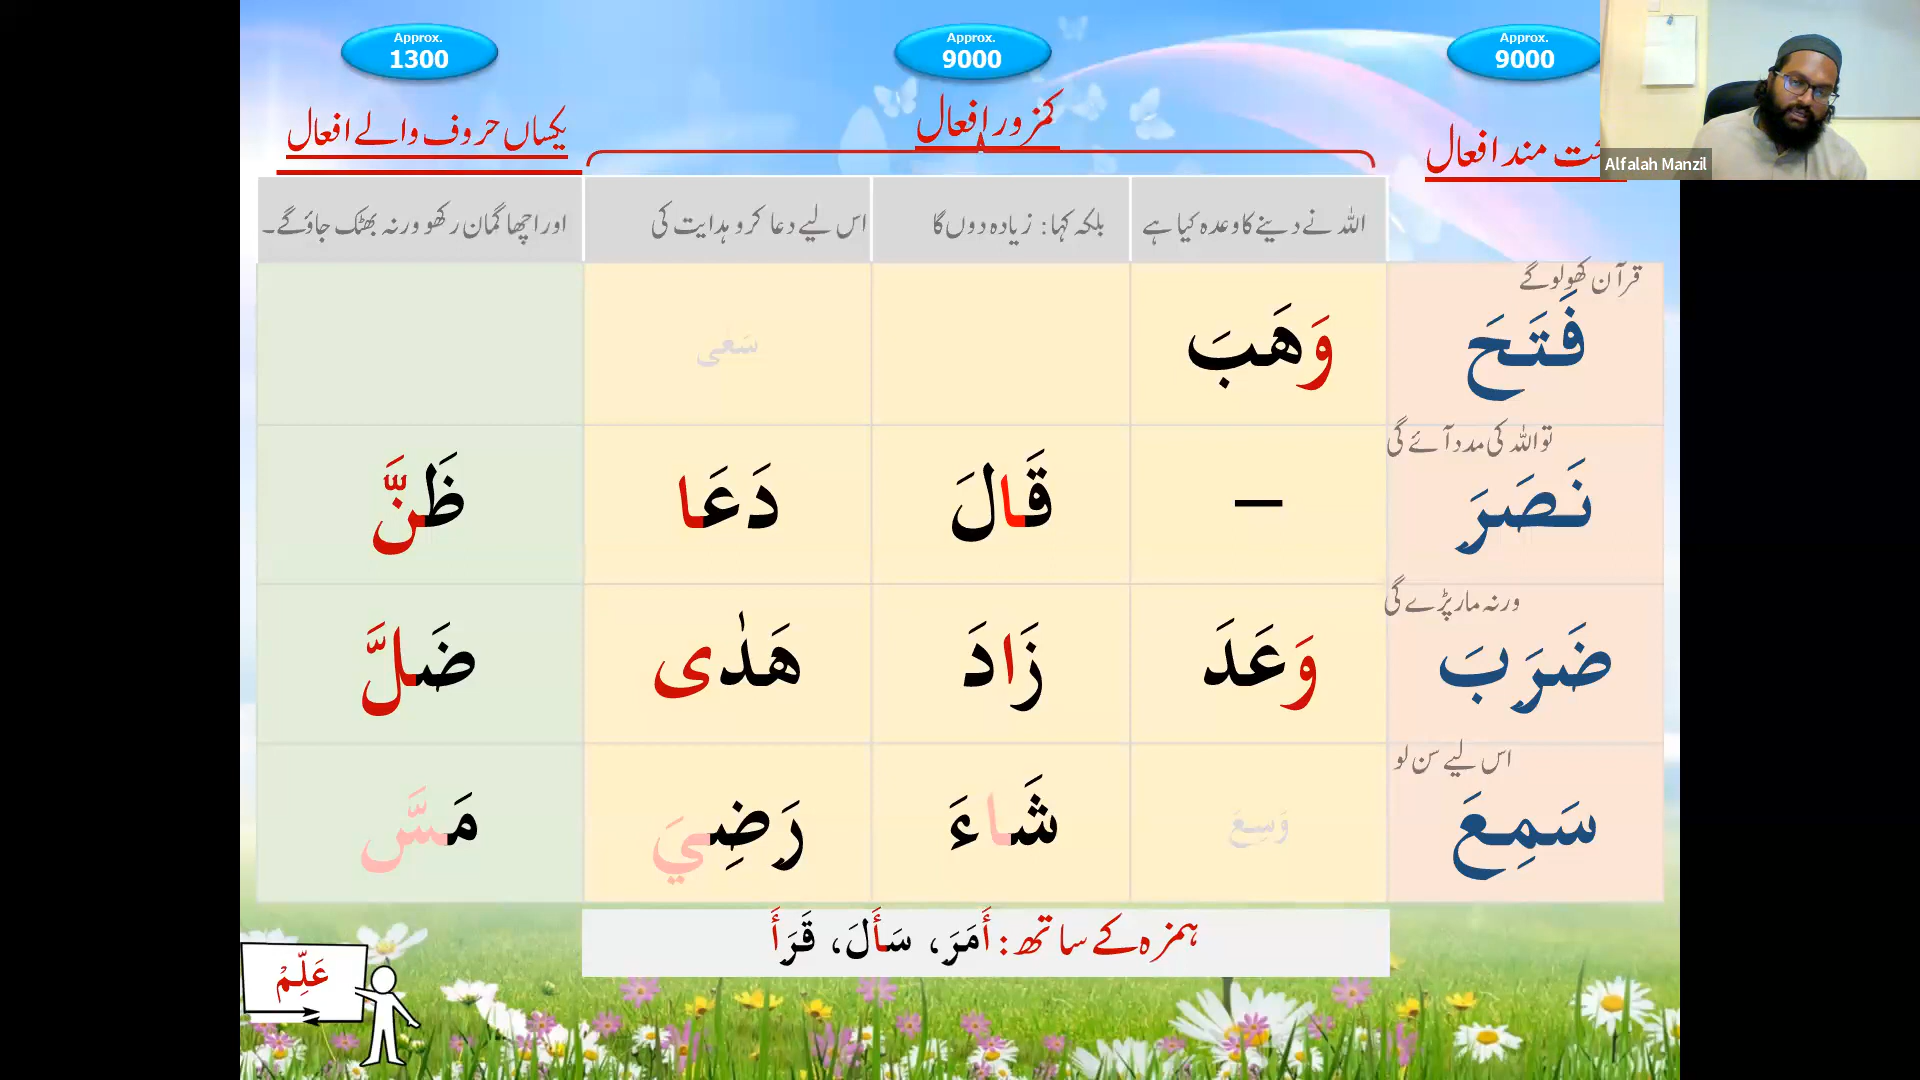 Approx.
9000
Approx.
9000
Approx.
1300
مند افعال
کمزور افعال
یکساں حروف والے افعال
Alfalah Manzil
اللہ نے دینے کا وعدہ کیا ہے
بلکہ کہا: زیادہ دوں گا
اس لیے دعا کرو ہدایت کی
اور اچھا گمان رکھو ورنہ بھٹک جاؤگے۔
قرآن کھولو گے
فَتَحَ
وَهَبَ
سَعٰى
تو اللہ کی مدد آئے گی
نَصَرَ
–
قَالَ
دَعَا
ظَنَّ
ورنہ مار پڑے گی
ضَرَبَ
وَعَدَ
زَادَ
هَدٰى
ضَلَّ
اس لیے سن لو
سَمِعَ
وَسِعَ
شَاءَ
رَضِيَ
مَسَّ
ہمزہ کے ساتھ: أَمَرَ، سَأَلَ، قَرَأَ
عَلِّمْ